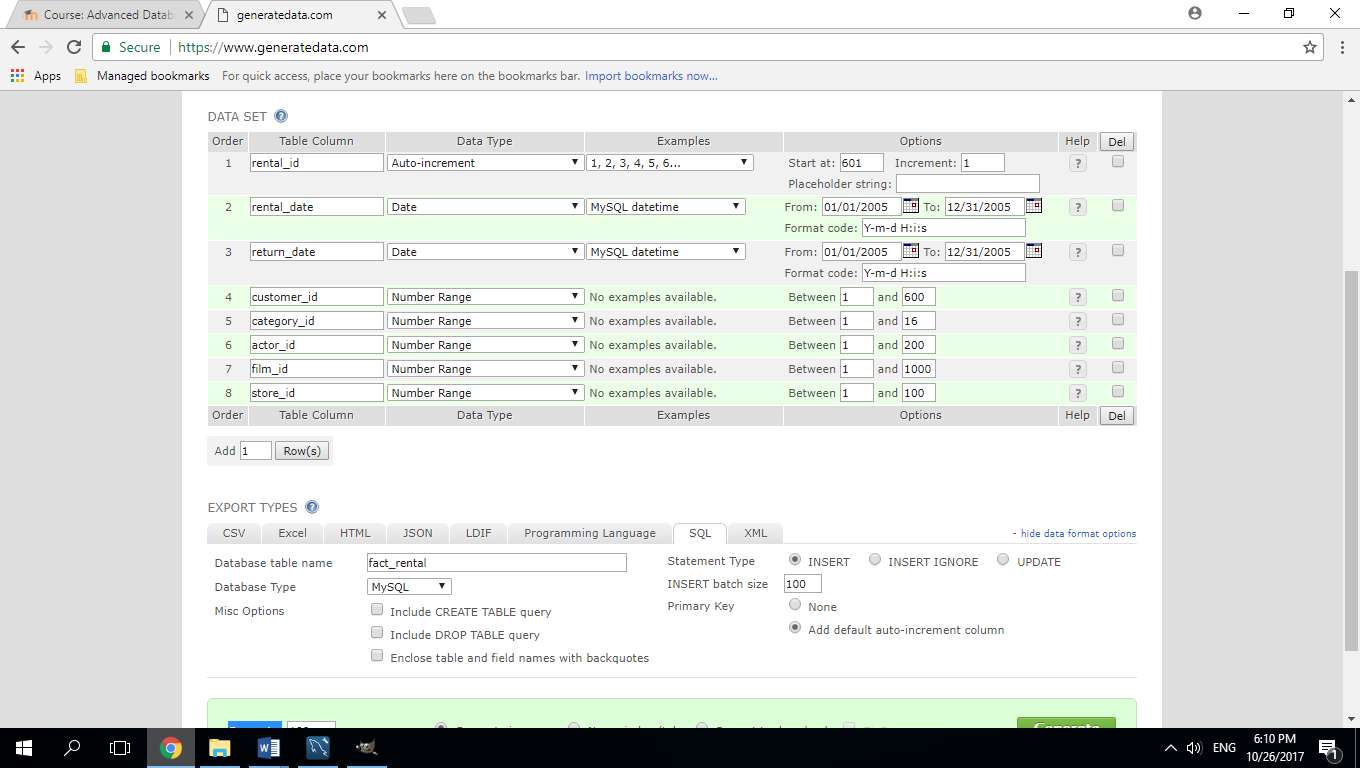 Course: Advanced Datab
generatedata.com
Secure
https://www.generatedata.com
Apps
Managed bookmarks
For quick access, place your bookmarks here on the bookmarks bar. Import bookmarks now...
DATA SET ?
Order Table Column Data Type Examples Options Help Del
1 rental_id Auto-increment 1, 2, 3, 4, 5, 6... Start at: 601 Increment: 1 ?
Placeholder string:
2 rental_date Date MySQL datetime From: 01/01/2005 To: 12/31/2005 ?
Format code: Y-m-d H:i:s
3 return_date Date MySQL datetime From: 01/01/2005 To: 12/31/2005 ?
Format code: Y-m-d H:i:s
4 customer_id Number Range No examples available. Between 1 and 600 ?
5 category_id Number Range No examples available. Between 1 and 16 ?
6 actor_id Number Range No examples available. Between 1 and 200 ?
7 film_id Number Range No examples available. Between 1 and 1000 ?
8 store_id Number Range No examples available. Between 1 and 100 ?
Order Table Column Data Type Examples Options Help Del
Add 1 Row(s)
EXPORT TYPES ?
CSV Excel HTML JSON LDIF Programming Language SQL XML - hide data format options
Database table name fact_rental Statement Type INSERT INSERT IGNORE UPDATE
Database Type MySQL INSERT batch size 100
Misc Options Include CREATE TABLE query Primary Key None
Include DROP TABLE query Add default auto-increment column
Enclose table and field names with backquotes
Generate
ENG
6:10 PM
10/26/2017
1